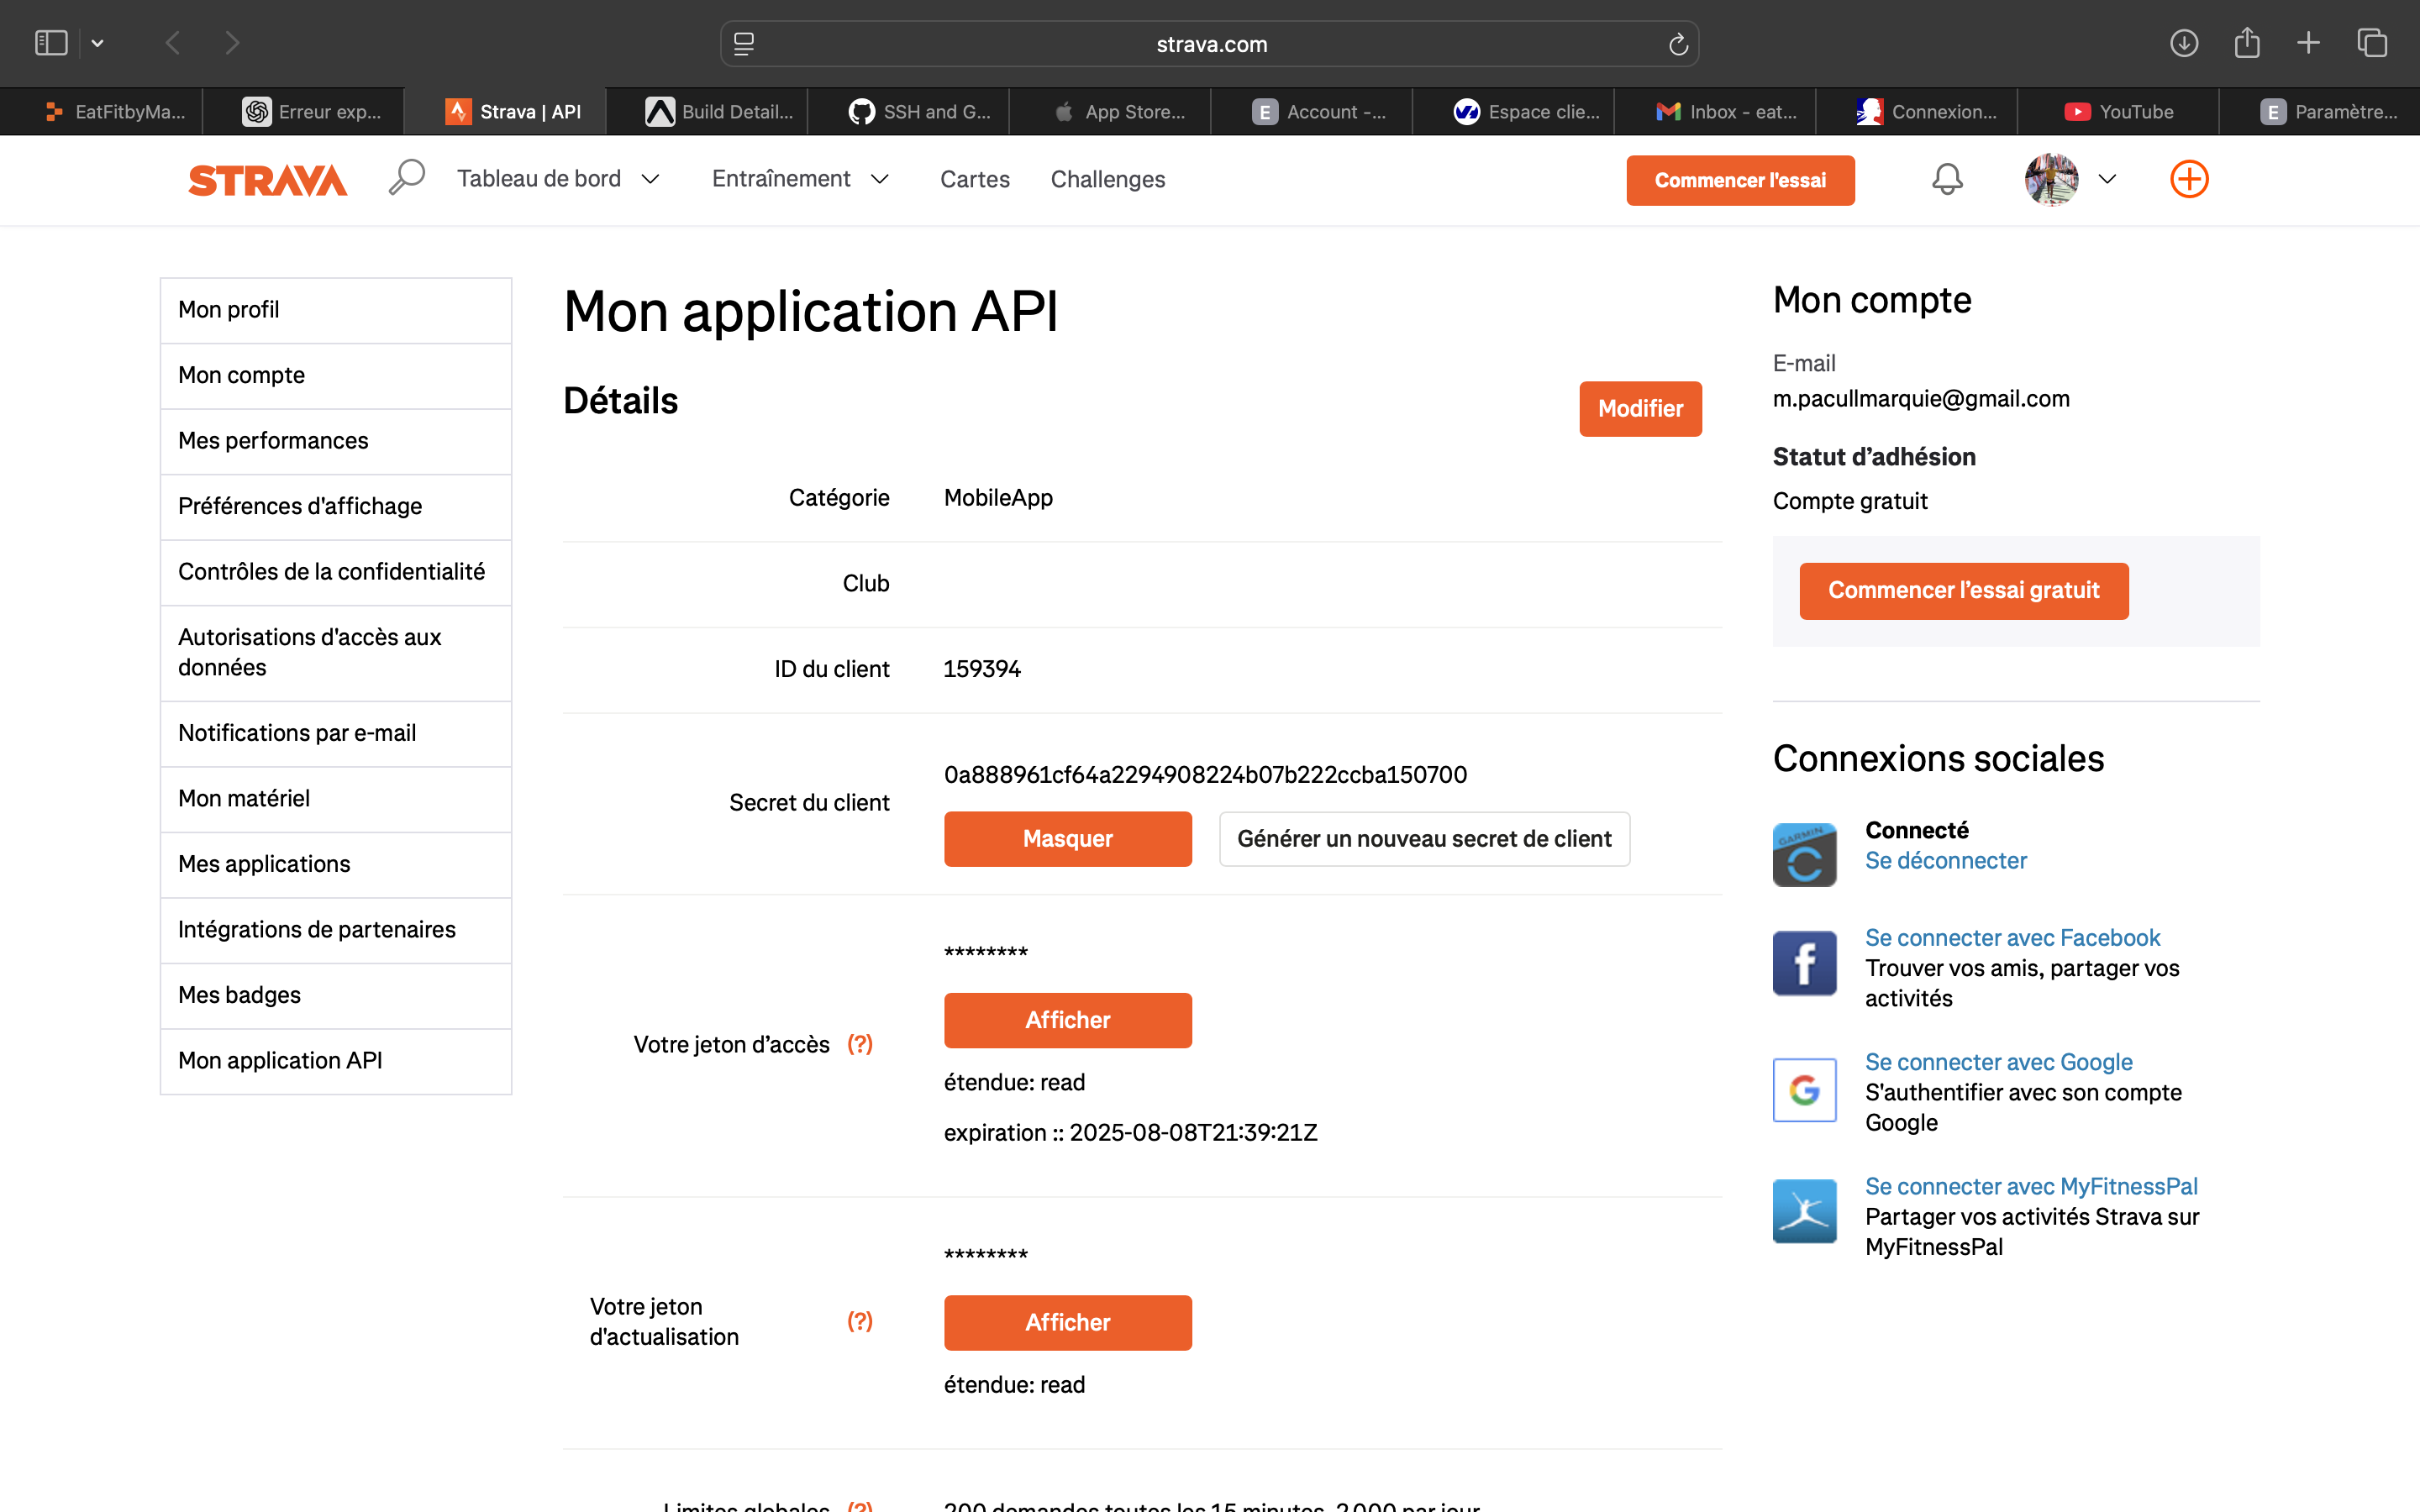 strava.com
EatFitbyMa...
Erreur exp...
Strava | API
Build Detail...
SSH and G...
App Store...
E
Account -...
Espace clie...
Inbox - eat...
Connexion...
YouTube
E
Paramètre...
STRAVA
Tableau de bord
Entraînement
Cartes
Challenges
Commencer l'essai
Mon profil
Mon compte
Mes performances
Préférences d'affichage
Contrôles de la confidentialité
Autorisations d'accès aux
données
Notifications par e-mail
Mon matériel
Mes applications
Intégrations de partenaires
Mes badges
Mon application API
Mon application API
Détails
Modifier
Catégorie
MobileApp
Club
ID du client
159394
Secret du client
0a888961cf64a2294908224b07b222ccba150700
Masquer
Générer un nouveau secret de client
Votre jeton d’accès (?)
********
Afficher
étendue: read
expiration :: 2025-08-08T21:39:21Z
Votre jeton
d'actualisation
(?)
********
Afficher
étendue: read
Limites globales (?)
200 demandes toutes les 15 minutes, 2 000 par jour
Mon compte
E-mail
m.pacullmarquie@gmail.com
Statut d’adhésion
Compte gratuit
Commencer l’essai gratuit
Connexions sociales
GARMIN
Connecté
Se déconnecter
Se connecter avec Facebook
Trouver vos amis, partager vos
activités
Se connecter avec Google
S'authentifier avec son compte
Google
Se connecter avec MyFitnessPal
Partager vos activités Strava sur
MyFitnessPal